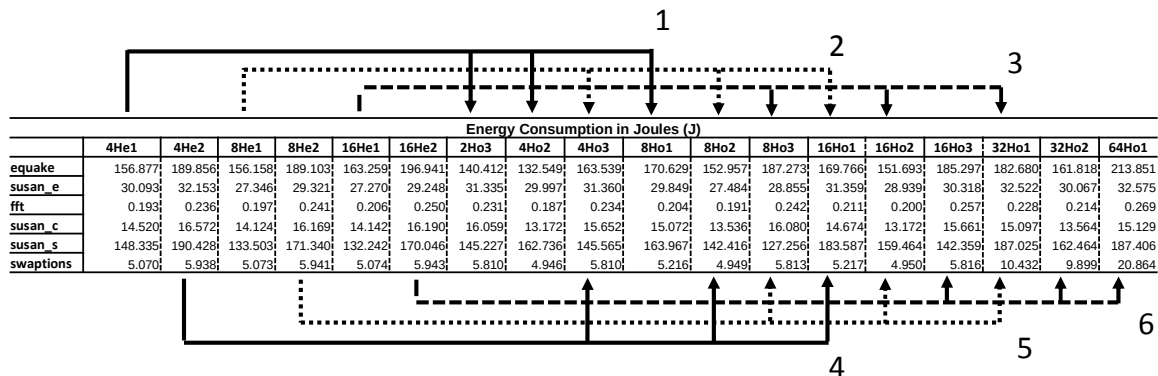 1
2
3
Energy Consumption in Joules (J)
4He1 4He2 8He1 8He2 16He1 16He2 2Ho3 4Ho2 4Ho3 8Ho1 8Ho2 8Ho3 16Ho1 16Ho2 16Ho3 32Ho1 32Ho2 64Ho1
equake 156.877 189.856 156.158 189.103 163.259 196.941 140.412 132.549 163.539 170.629 152.957 187.273 169.766 151.693 185.297 182.680 161.818 213.851
susan_e 30.093 32.153 27.346 29.321 27.270 29.248 31.335 29.997 31.360 29.849 27.484 28.855 31.359 28.939 30.318 32.522 30.067 32.575
fft 0.193 0.236 0.197 0.241 0.206 0.250 0.231 0.187 0.234 0.204 0.191 0.242 0.211 0.200 0.257 0.228 0.214 0.269
susan_c 14.520 16.572 14.124 16.169 14.142 16.190 16.059 13.172 15.652 15.072 13.536 16.080 14.674 13.172 15.661 15.097 13.564 15.129
susan_s 148.335 190.428 133.503 171.340 132.242 170.046 145.227 162.736 145.565 163.967 142.416 127.256 183.587 159.464 142.359 187.025 162.464 187.406
swaptions 5.070 5.938 5.073 5.941 5.074 5.943 5.810 4.946 5.810 5.216 4.949 5.813 5.217 4.950 5.816 10.432 9.899 20.864
6
5
4